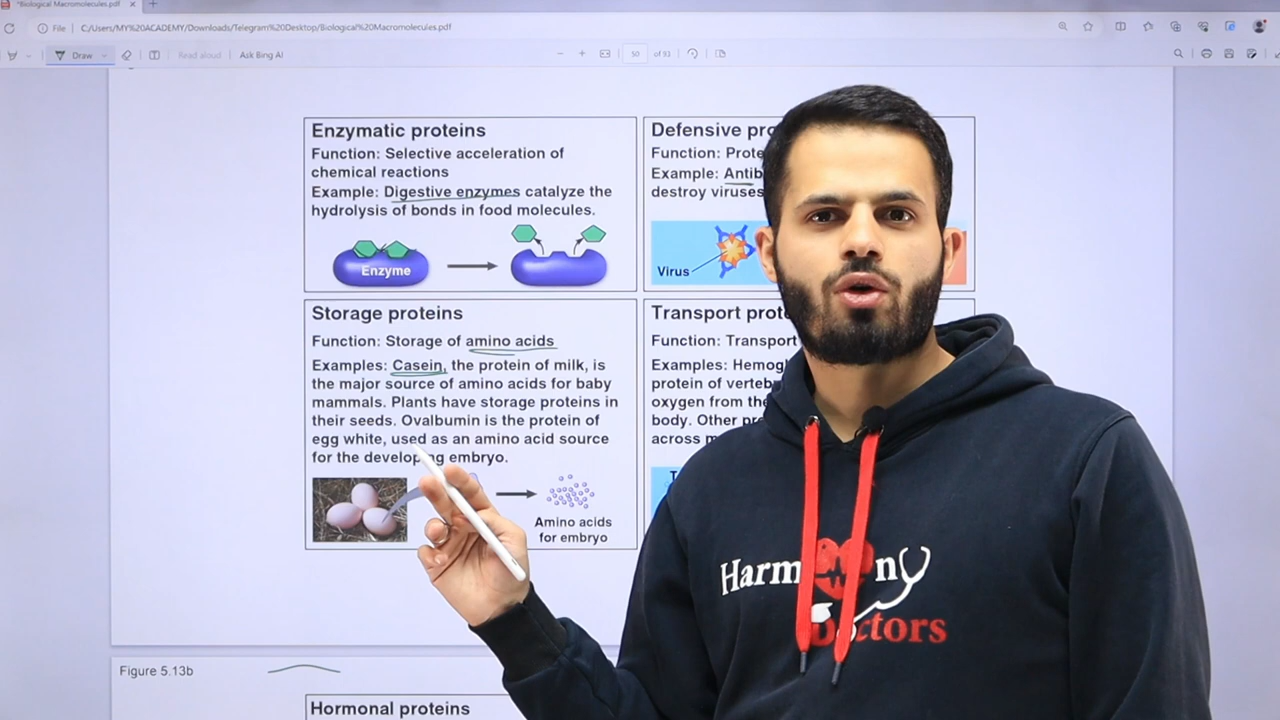 "Biological Macromolecules.pdf
File
C:/Users/MY%20ACADEMY/Downloads/Telegram%20Desktop/Biological%20Macromolecules.pdf
Draw
Read aloud
Ask Bing AI
30 of 93
Enzymatic proteins
Function: Selective acceleration of
chemical reactions
Example: Digestive enzymes catalyze the
hydrolysis of bonds in food molecules.
Enzyme
Defensive pro
Function: Prote
Example: Antib
destroy viruses
Virus
Storage proteins
Function: Storage of amino acids
Examples: Casein, the protein of milk, is
the major source of amino acids for baby
mammals. Plants have storage proteins in
their seeds. Ovalbumin is the protein of
egg white, used as an amino acid source
for the developing embryo.
Amino acids
for embryo
Transport prote
Function: Transport
Examples: Hemogl
protein of vertebr
oxygen from the
body. Other pro
across m
Harmony
Doctors
Figure 5.13b
Hormonal proteins